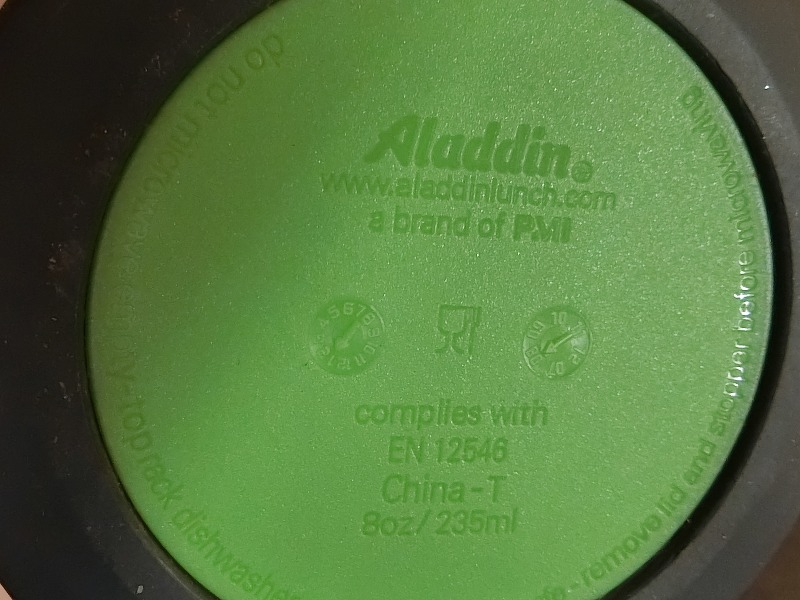 Aladdin®
www.aladdinlunch.com
a brand of PMI
complies with
EN 12546
China-T
8oz/235ml
do not microwave
- top rack dishwasher
- remove lid and stopper before microwaving